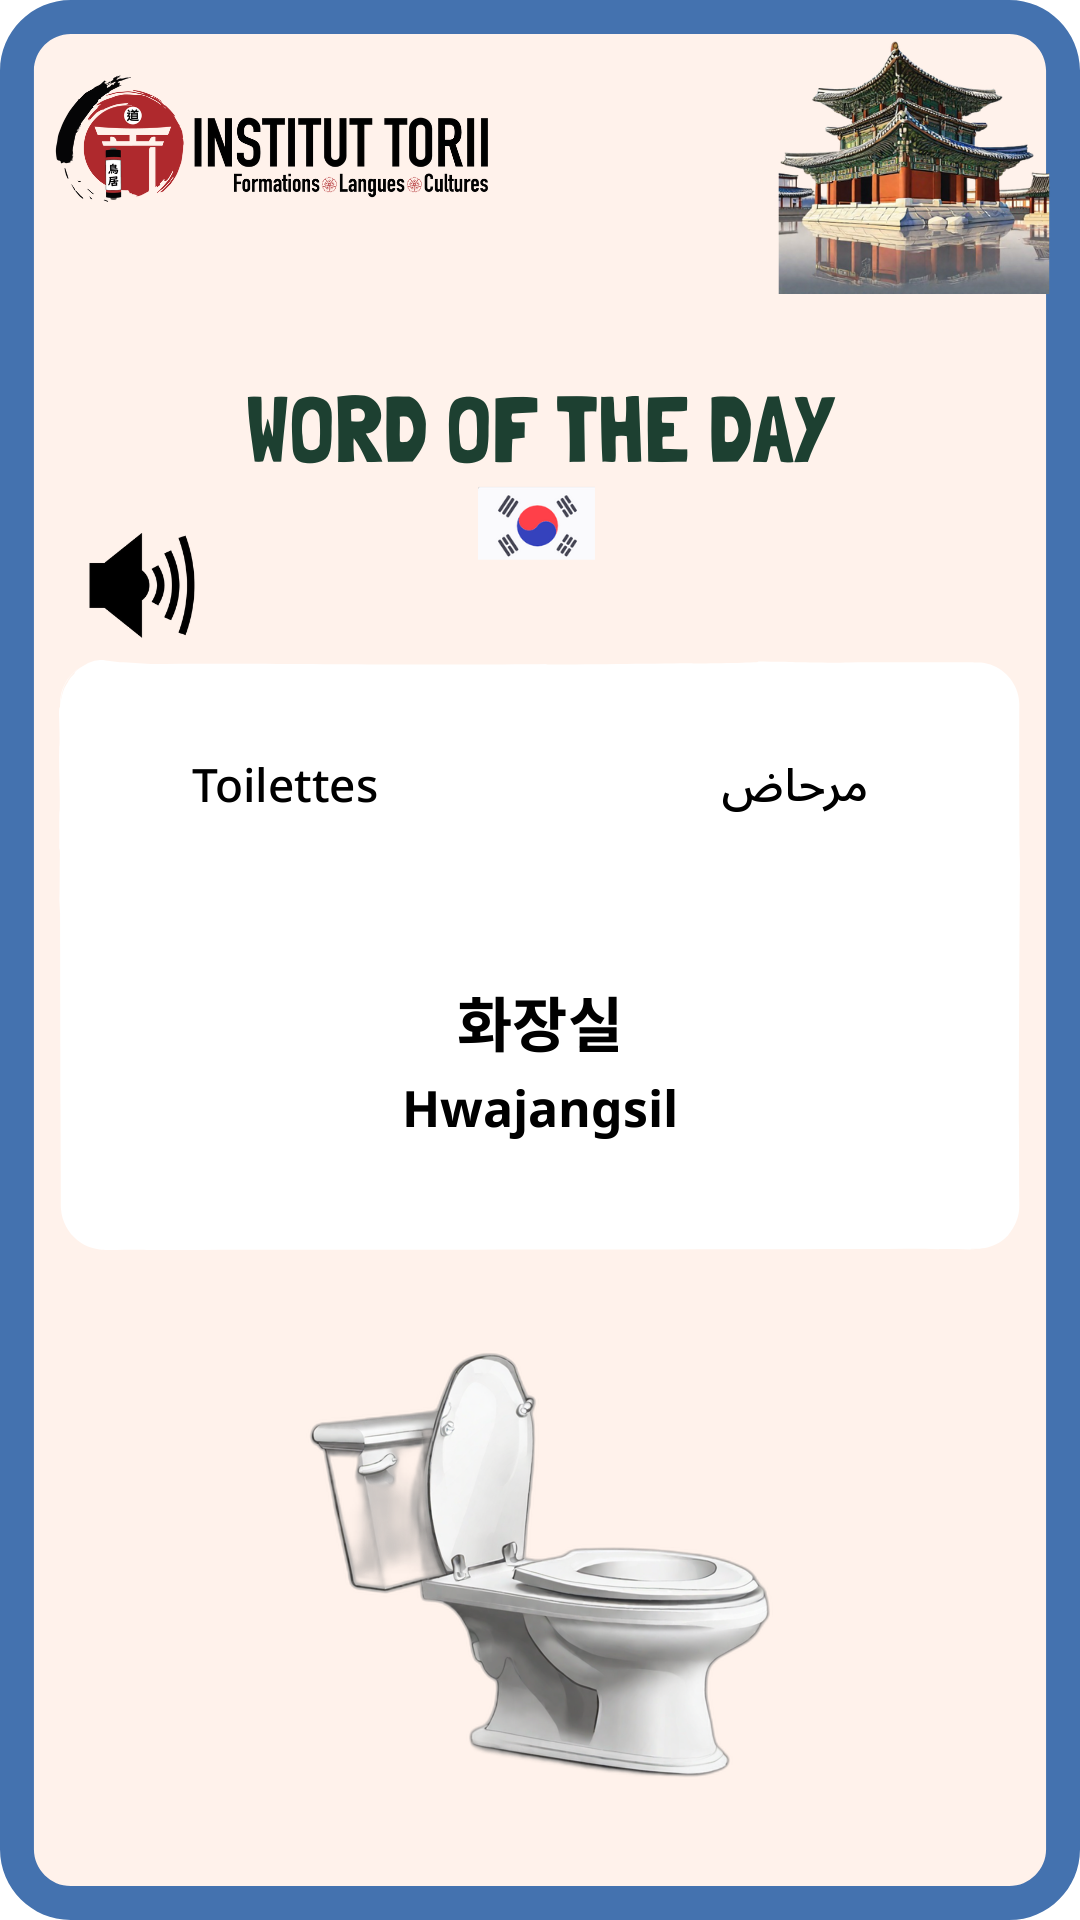 道
鳥居
INSTITUT TORII
Formations Langues Cultures
WORD OF THE DAY
Toilettes
مرحاض
화장실
Hwajangsil